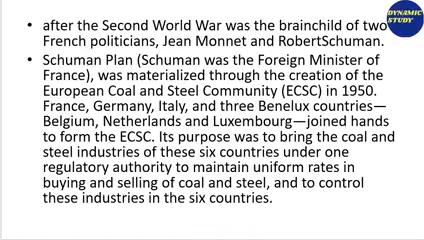 DYNAMIC
STUDY
• after the Second World War was the brainchild of two
French politicians, Jean Monnet and RobertSchuman.
• Schuman Plan (Schuman was the Foreign Minister of
France), was materialized through the creation of the
European Coal and Steel Community (ECSC) in 1950.
France, Germany, Italy, and three Benelux countries—
Belgium, Netherlands and Luxembourg—joined hands
to form the ECSC. Its purpose was to bring the coal and
steel industries of these six countries under one
regulatory authority to maintain uniform rates in
buying and selling of coal and steel, and to control
these industries in the six countries.